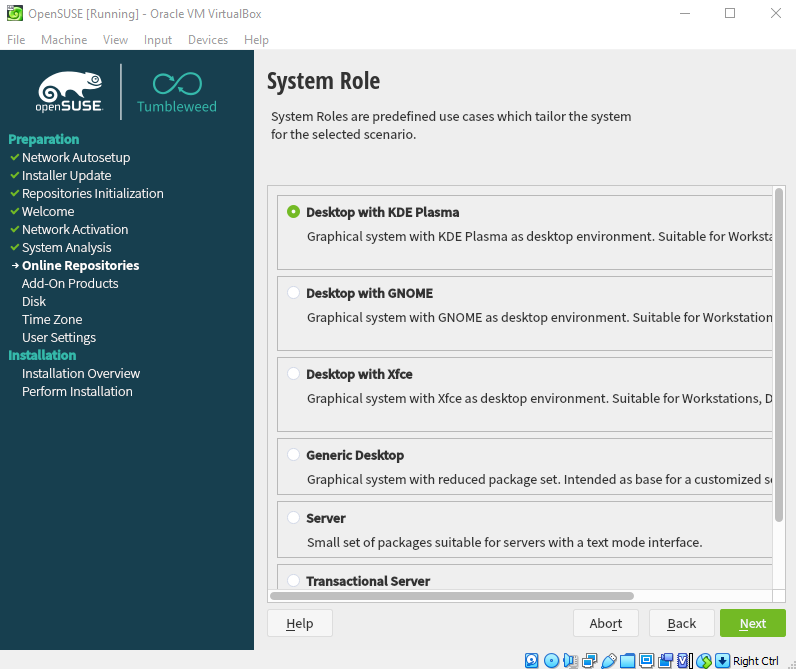 OpenSUSE [Running] - Oracle VM VirtualBox
File Machine View Input Devices Help
openSUSE. Tumbleweed
Preparation
Network Autosetup
Installer Update
Repositories Initialization
Welcome
Network Activation
System Analysis
Online Repositories
Add-On Products
Disk
Time Zone
User Settings
Installation
Installation Overview
Perform Installation
System Role
System Roles are predefined use cases which tailor the system
for the selected scenario.
Desktop with KDE Plasma
Graphical system with KDE Plasma as desktop environment. Suitable for Worksta
Desktop with GNOME
Graphical system with GNOME as desktop environment. Suitable for Workstation
Desktop with Xfce
Graphical system with Xfce as desktop environment. Suitable for Workstations, D
Generic Desktop
Graphical system with reduced package set. Intended as base for a customized se
Server
Small set of packages suitable for servers with a text mode interface.
Transactional Server
Help Abort Back Next
Right Ctrl